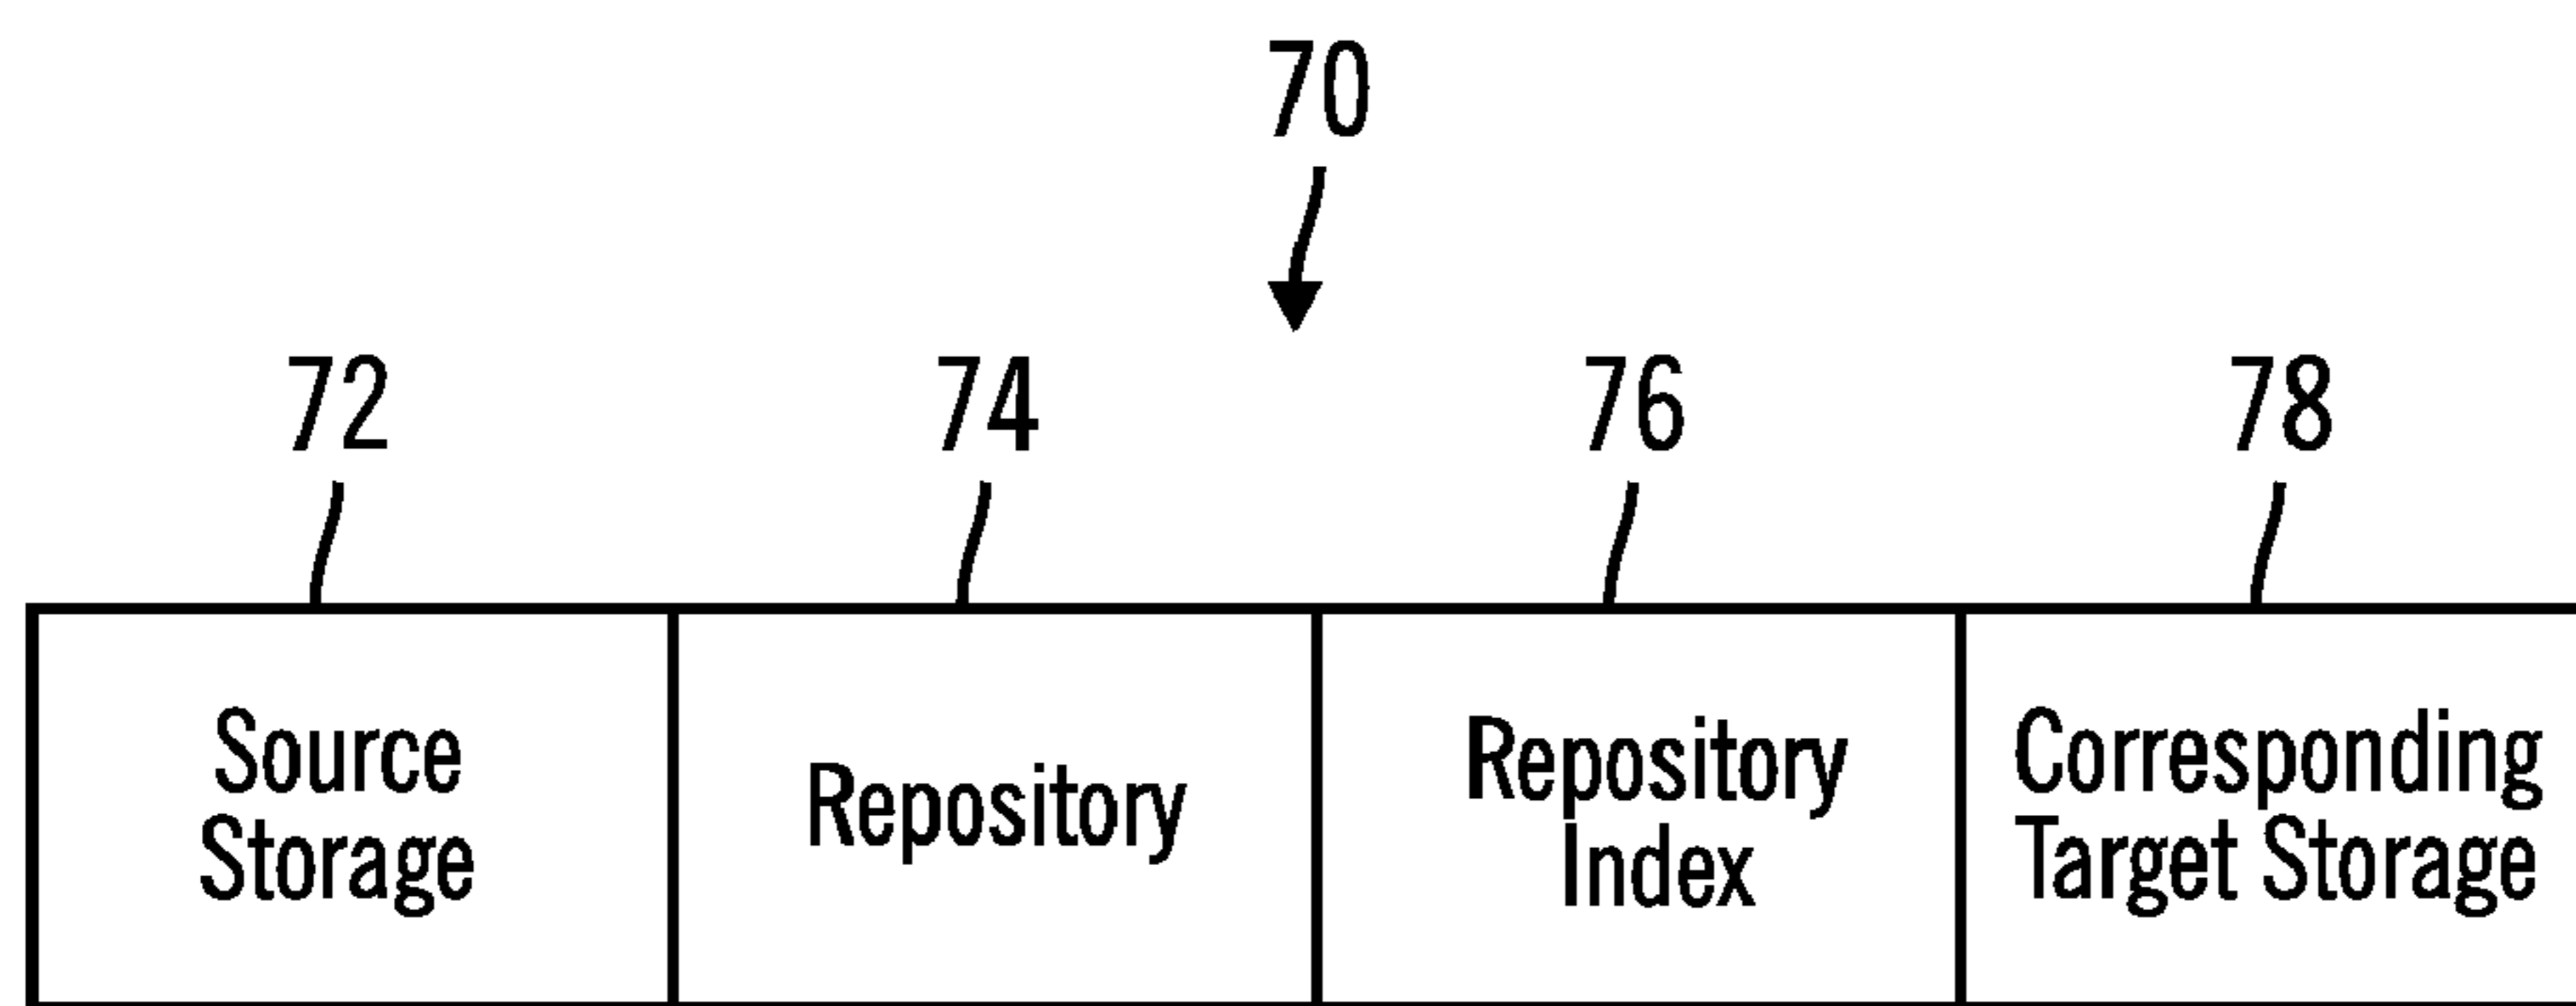 70
72
74
76
78
Source
Storage
Repository
Repository
Index
Corresponding
Target Storage